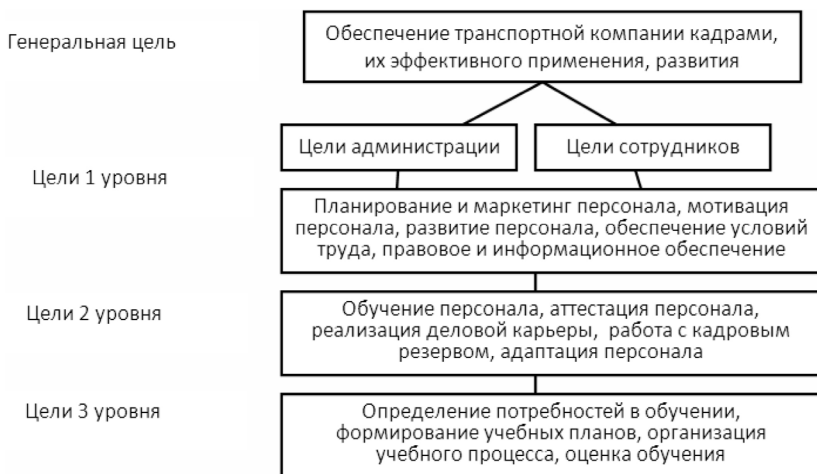 Генеральная цель
Обеспечение транспортной компании кадрами,
их эффективного применения, развития
Цели администрации
Цели сотрудников
Цели 1 уровня
Планирование и маркетинг персонала, мотивация
персонала, развитие персонала, обеспечение условий
труда, правовое и информационное обеспечение
Цели 2 уровня
Обучение персонала, аттестация персонала,
реализация деловой карьеры, работа с кадровым
резервом, адаптация персонала
Цели 3 уровня
Определение потребностей в обучении,
формирование учебных планов, организация
учебного процесса, оценка обучения